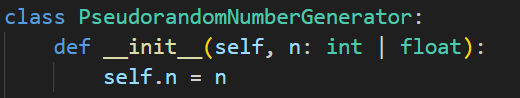 class PseudorandomNumberGenerator:
    def __init__(self, n: int | float):
        self.n = n